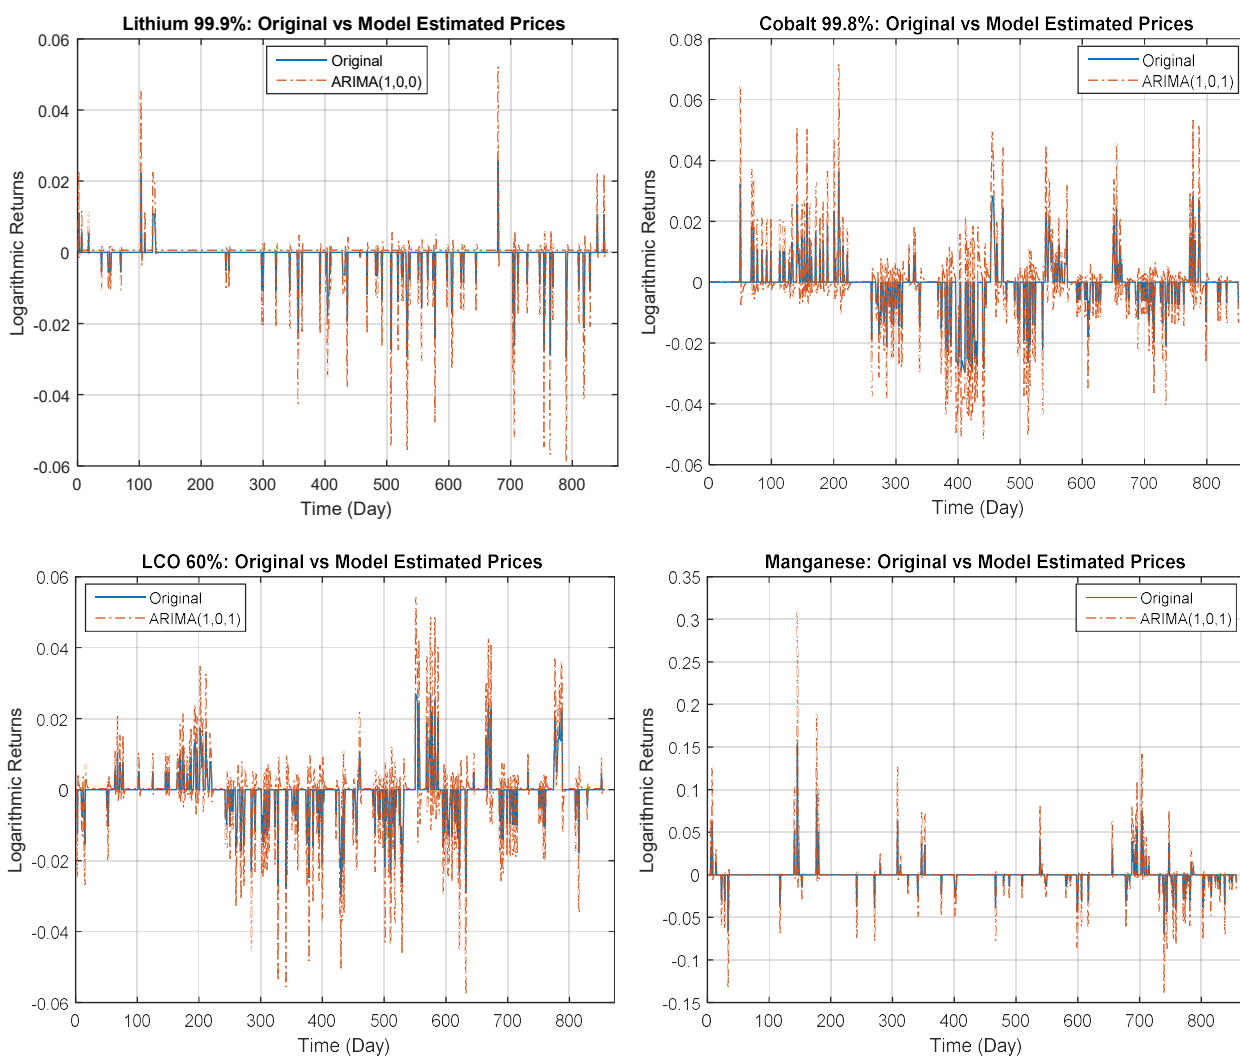 Lithium 99.9%: Original vs Model Estimated Prices
Original
ARIMA(1,0,0)
0.06
0.04
0.02
0
-0.02
-0.04
-0.06
Logarithmic Returns
0 100 200 300 400 500 600 700 800
Time (Day)
Cobalt 99.8%: Original vs Model Estimated Prices
Original
ARIMA(1,0,1)
0.08
0.06
0.04
0.02
0
-0.02
-0.04
-0.06
Logarithmic Returns
0 100 200 300 400 500 600 700 800
Time (Day)
LCO 60%: Original vs Model Estimated Prices
Original
ARIMA(1,0,1)
0.06
0.04
0.02
0
-0.02
-0.04
-0.06
Logarithmic Returns
0 100 200 300 400 500 600 700 800
Time (Day)
Manganese: Original vs Model Estimated Prices
Original
ARIMA(1,0,1)
0.35
0.3
0.25
0.2
0.15
0.1
0.05
0
-0.05
-0.1
-0.15
Logarithmic Returns
0 100 200 300 400 500 600 700 800
Time (Day)